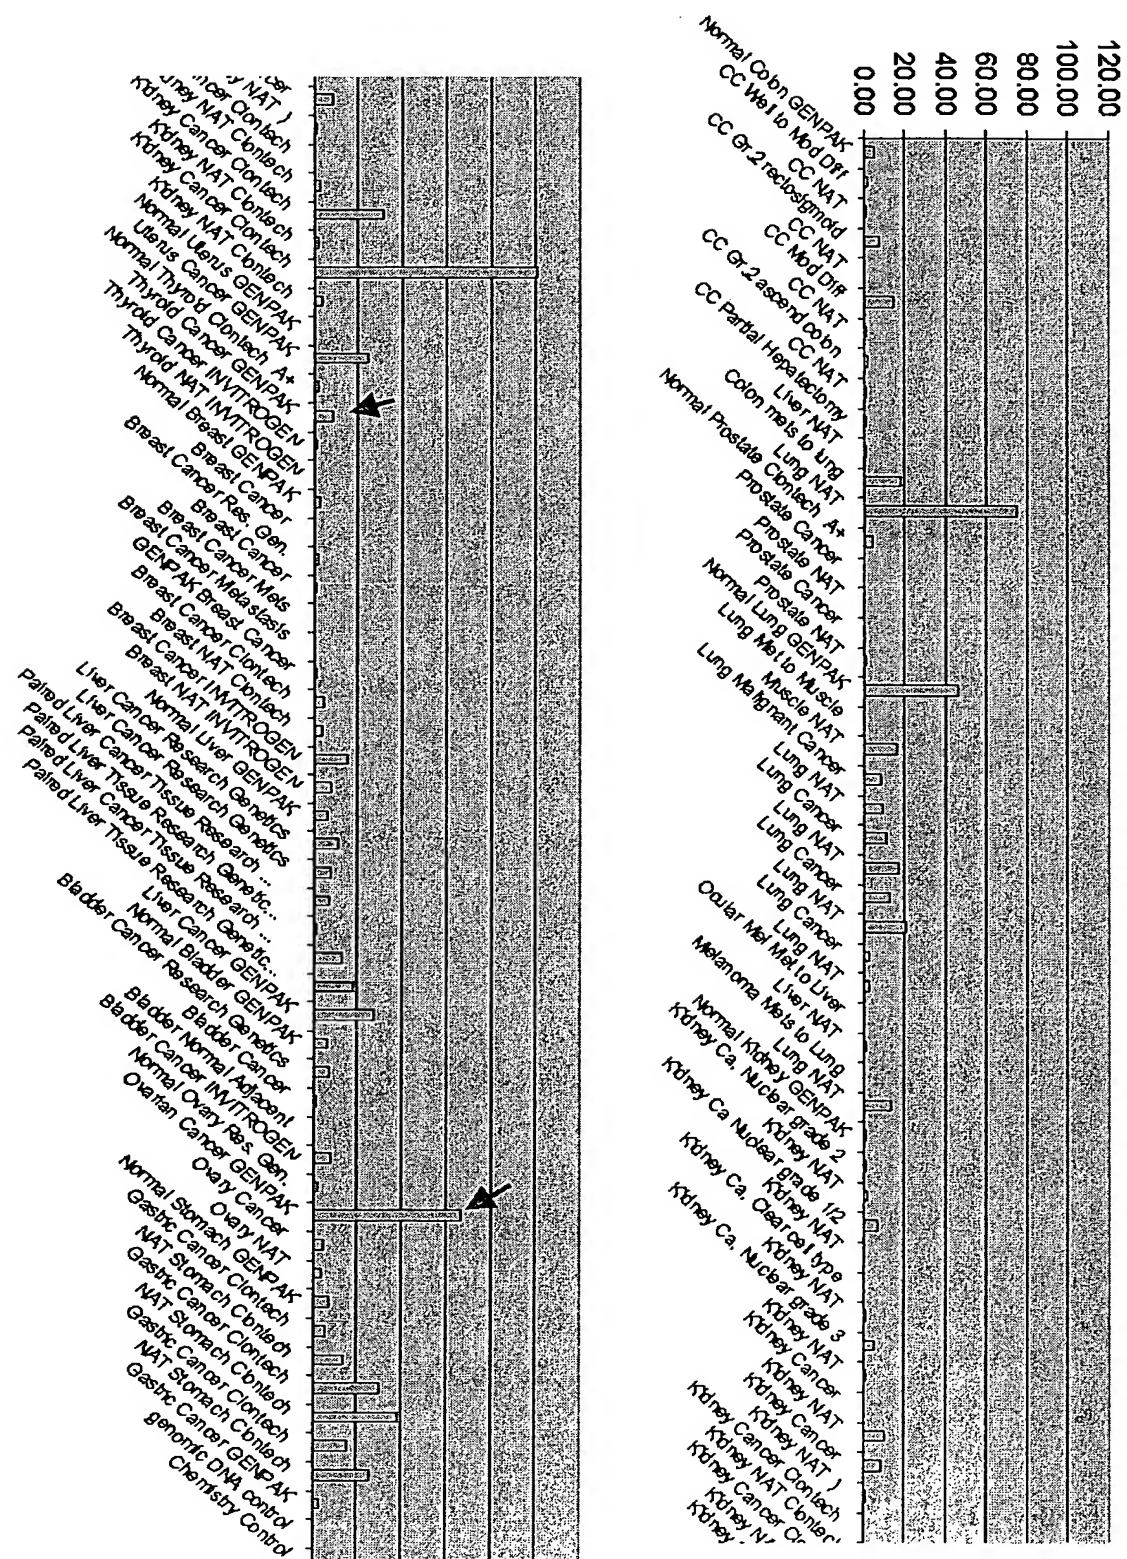 120.00
100.00
80.00
60.00
40.00
20.00
0.00
Normal Colon GENPAK
CC Well to Mod Diff
CC NAT
CC Gr.2 rectosigmoid
CC NAT
CC Mod Diff
CC NAT
CC Gr.2 ascend colon
CC NAT
CC Partial Hepatectomy
Liver NAT
Colon mets to lung
Lung NAT
Normal Prostate Clontech A+
Prostate Cancer
Prostate NAT
Prostate Cancer
Prostate NAT
Normal Lung GENPAK
Lung Met to Muscle
Muscle NAT
Lung Malignant Cancer
Lung NAT
Lung Cancer
Lung NAT
Lung Cancer
Lung NAT
Lung Cancer
Lung NAT
Ocular Mel Met to Liver
Liver NAT
Melanoma Mets to Lung
Lung NAT
Normal Kidney GENPAK
Kidney Ca, Nuclear grade 2
Kidney NAT
Kidney Ca Nuclear grade 1/2
Kidney NAT
Kidney Ca, Clear cell type
Kidney NAT
Kidney Ca, Nuclear grade 3
Kidney NAT
Kidney Cancer
Kidney NAT
Kidney Cancer
Kidney NAT )
Kidney Cancer Clontech
Kidney NAT Clontec
Kidney Cancer Clo
Kidney NA
Kidney
cer
NAT )
ncer Clontech
ney NAT Clontech
Kidney Cancer Clontech
Kidney NAT Clontech
Kidney Cancer Clontech
Kidney NAT Clontech
Normal Uterus GENPAK
Uterus Cancer GENPAK
Normal Thyroid Clontech A+
Thyroid Cancer GENPAK
Thyroid Cancer INVITROGEN
Thyroid NAT INVITROGEN
Normal Breast GENPAK
Breast Cancer
Breast Cancer Res. Gen.
Breast Cancer
Breast Cancer Mets
Breast Cancer Metastasis
GENPAK Breast Cancer
Breast Cancer Clontech
Breast NAT Clontech
Breast Cancer INVITROGEN
Breast NAT INVITROGEN
Normal Liver GENPAK
Liver Cancer Research Genetics
Liver Cancer Research Genetics
Paired Liver Cancer Tissue Research ...
Paired Liver Tissue Research Genetic...
Paired Liver Cancer Tissue Research ...
Paired Liver Tissue Research Genetic...
Liver Cancer GENPAK
Normal Bladder GENPAK
Bladder Cancer Research Genetics
Bladder Cancer
Bladder Normal Adjacent
Bladder Cancer INVITROGEN
Normal Ovary Res. Gen.
Ovarian Cancer GENPAK
Ovary Cancer
Ovary NAT
Normal Stomach GENPAK
Gastric Cancer Clontech
NAT Stomach Clontech
Gastric Cancer Clontech
NAT Stomach Clontech
Gastric Cancer Clontech
NAT Stomach Clontech
Gastric Cancer GENPAK
genomic DNA control
Chemistry Control